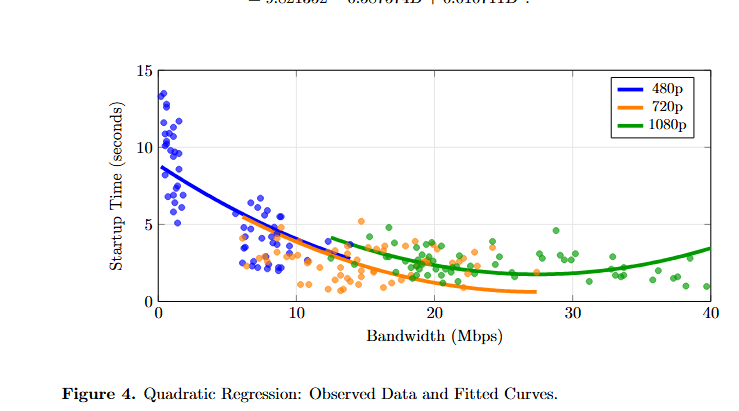 15
10
5
0
0
10
20
30
40
Startup Time (seconds)
Bandwidth (Mbps)
480p
720p
1080p
Figure 4. Quadratic Regression: Observed Data and Fitted Curves.